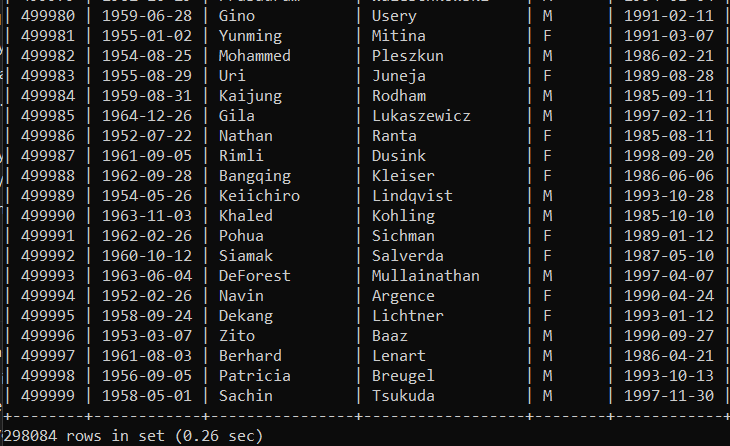 | 499980 | 1959-06-28 | Gino | Usery | M | 1991-02-11 |
| 499981 | 1955-01-02 | Yunming | Mitina | F | 1991-03-07 |
| 499982 | 1954-08-25 | Mohammed | Pleszkun | M | 1986-02-21 |
| 499983 | 1955-08-29 | Uri | Juneja | F | 1989-08-28 |
| 499984 | 1959-08-31 | Kaijung | Rodham | M | 1985-09-11 |
| 499985 | 1964-12-26 | Gila | Lukaszewicz | M | 1997-02-11 |
| 499986 | 1952-07-22 | Nathan | Ranta | F | 1985-08-11 |
| 499987 | 1961-09-05 | Rimli | Dusink | F | 1998-09-20 |
| 499988 | 1962-09-28 | Bangqing | Kleiser | F | 1986-06-06 |
| 499989 | 1954-05-26 | Keiichiro | Lindqvist | M | 1993-10-28 |
| 499990 | 1963-11-03 | Khaled | Kohling | M | 1985-10-10 |
| 499991 | 1962-02-26 | Pohua | Sichman | F | 1989-01-12 |
| 499992 | 1960-10-12 | Siamak | Salverda | F | 1987-05-10 |
| 499993 | 1963-06-04 | DeForest | Mullainathan | M | 1997-04-07 |
| 499994 | 1952-02-26 | Navin | Argence | F | 1990-04-24 |
| 499995 | 1958-09-24 | Dekang | Lichtner | F | 1993-01-12 |
| 499996 | 1953-03-07 | Zito | Baaz | M | 1990-09-27 |
| 499997 | 1961-08-03 | Berhard | Lenart | M | 1986-04-21 |
| 499998 | 1956-09-05 | Patricia | Breugel | M | 1993-10-13 |
| 499999 | 1958-05-01 | Sachin | Tsukuda | M | 1997-11-30 |
298084 rows in set (0.26 sec)